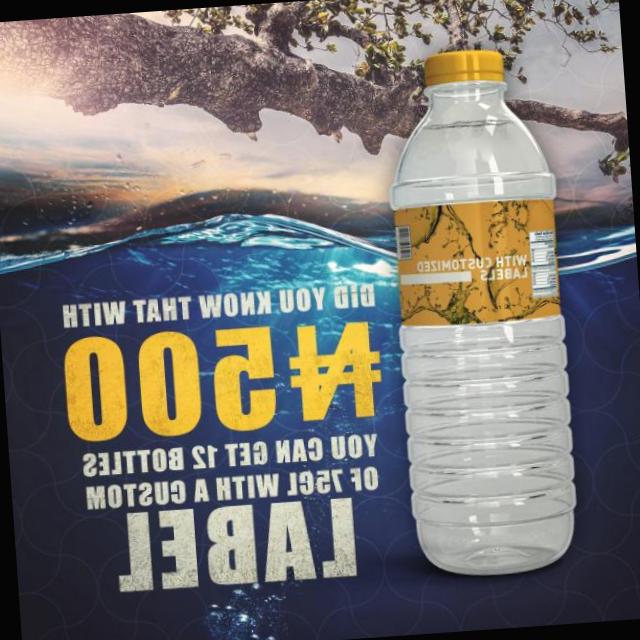 DID YOU KNOW THAT WITH
₦500
YOU CAN GET 12 BOTTLES
OF 75CL WITH A CUSTOM
LABEL
WITH CUSTOMIZED
LABELS